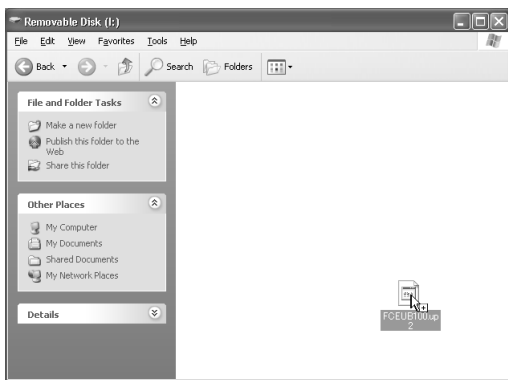 Removable Disk (I:)
File Edit View Favorites Tools Help
Back Search Folders
File and Folder Tasks
Make a new folder
Publish this folder to the
Web
Share this folder
Other Places
My Computer
My Documents
Shared Documents
My Network Places
Details
FCEUB100.up
2